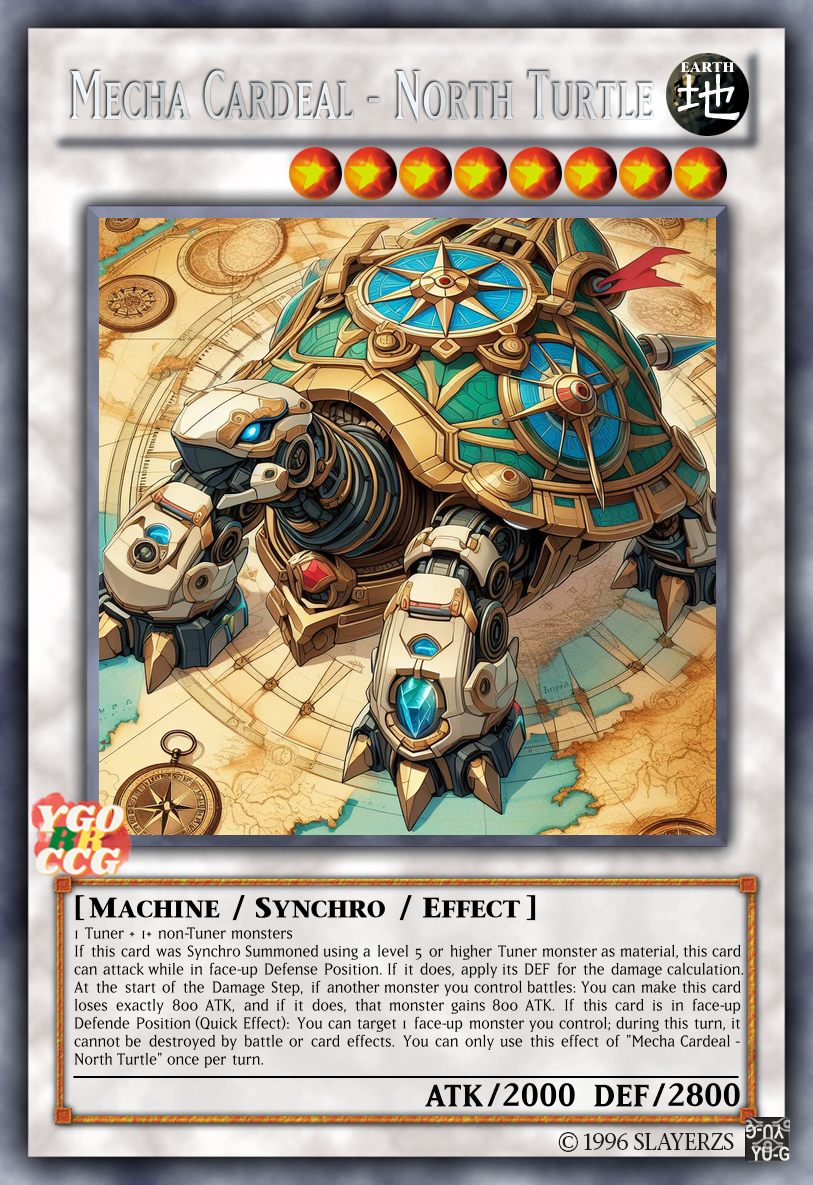 Mecha Cardeal - North Turtle
EARTH
地
YGO
BR
CCG
[ Machine / Synchro / Effect ]
1 Tuner + 1+ non-Tuner monsters
If this card was Synchro Summoned using a level 5 or higher Tuner monster as material, this card
can attack while in face-up Defense Position. If it does, apply its DEF for the damage calculation.
At the start of the Damage Step, if another monster you control battles: You can make this card
loses exactly 800 ATK, and if it does, that monster gains 800 ATK. If this card is in face-up
Defende Position (Quick Effect): You can target 1 face-up monster you control; during this turn, it
cannot be destroyed by battle or card effects. You can only use this effect of "Mecha Cardeal -
North Turtle" once per turn.
ATK/2000 DEF/2800
© 1996 SLAYERZS
YU-G
YU-G